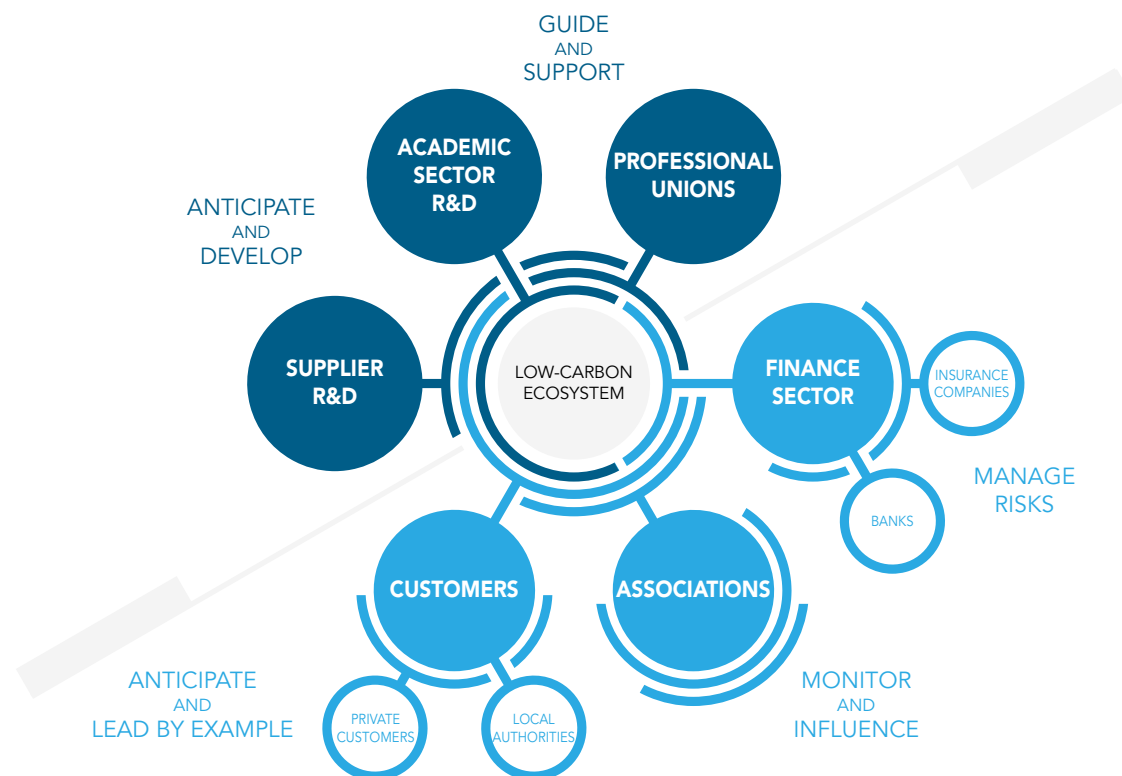 GUIDE
AND
SUPPORT
ACADEMIC
SECTOR
R&D
PROFESSIONAL
UNIONS
ANTICIPATE
AND
DEVELOP
SUPPLIER
R&D
LOW-CARBON
ECOSYSTEM
FINANCE
SECTOR
INSURANCE
COMPANIES
MANAGE
RISKS
BANKS
CUSTOMERS
ASSOCIATIONS
ANTICIPATE
AND
LEAD BY EXAMPLE
PRIVATE
CUSTOMERS
LOCAL
AUTHORITIES
MONITOR
AND
INFLUENCE